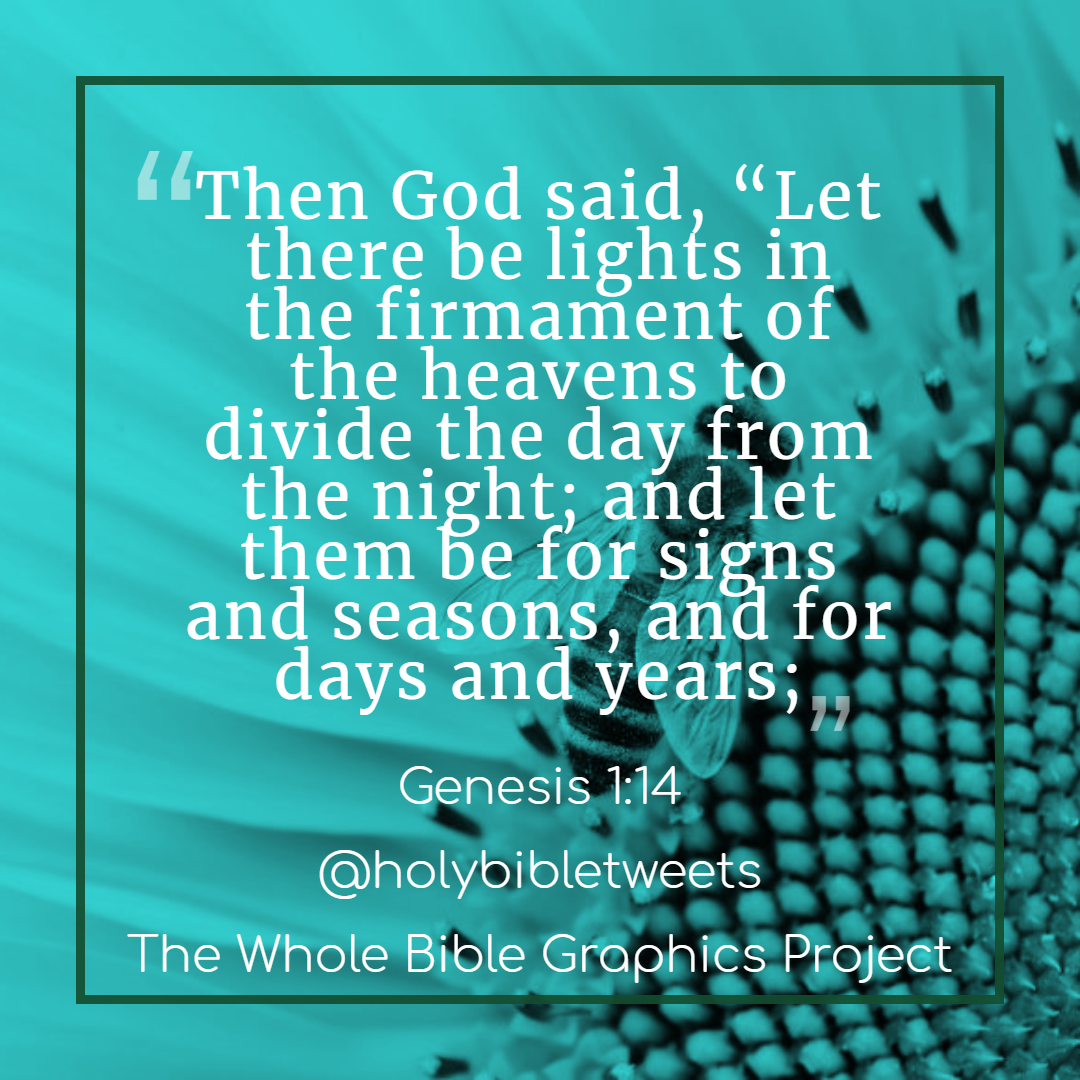 “Then God said, “Let
there be lights in
the firmament of
the heavens to
divide the day from
the night; and let
them be for signs
and seasons, and for
days and years;”
Genesis 1:14
@holybibletweets
The Whole Bible Graphics Project